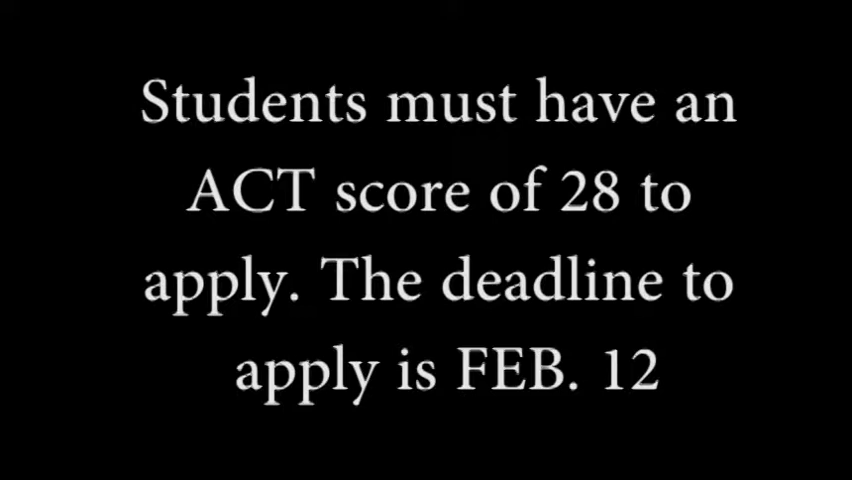 Students must have an
ACT score of 28 to
apply. The deadline to
apply is FEB. 12